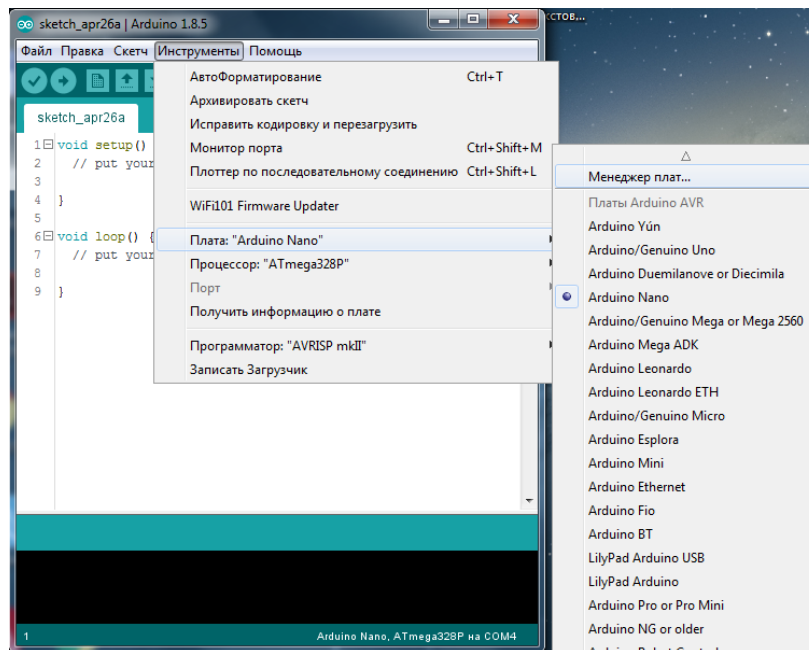 sketch_apr26a | Arduino 1.8.5
стов...
Файл Правка Скетч Инструменты Помощь
sketch_apr26a
1 void setup()
2 // put your
3
4 }
5
6 void loop() {
7 // put your
8
9 }
АвтоФорматирование Ctrl+T
Архивировать скетч
Исправить кодировку и перезагрузить
Монитор порта Ctrl+Shift+M
Плоттер по последовательному соединению Ctrl+Shift+L
WiFi101 Firmware Updater
Плата: "Arduino Nano"
Процессор: "ATmega328P"
Порт
Получить информацию о плате
Программатор: "AVRISP mkII"
Записать Загрузчик
Менеджер плат...
Платы Arduino AVR
Arduino Yún
Arduino/Genuino Uno
Arduino Duemilanove or Diecimila
Arduino Nano
Arduino/Genuino Mega or Mega 2560
Arduino Mega ADK
Arduino Leonardo
Arduino Leonardo ETH
Arduino/Genuino Micro
Arduino Esplora
Arduino Mini
Arduino Ethernet
Arduino Fio
Arduino BT
LilyPad Arduino USB
LilyPad Arduino
Arduino Pro or Pro Mini
Arduino NG or older
1 Arduino Nano, ATmega328P на COM4